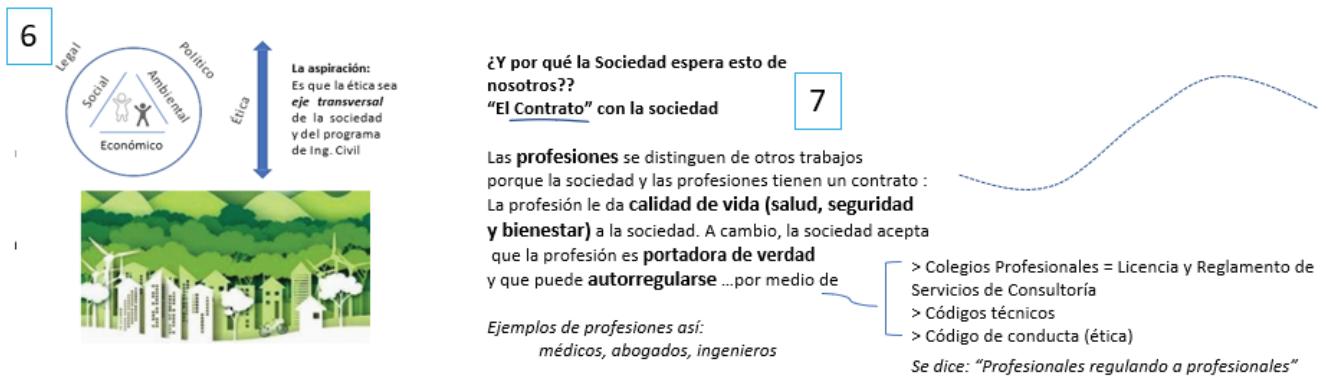 6
Legal
Político
Social
Ambiental
Económico
Ética
La aspiración:
Es que la ética sea
eje transversal
de la sociedad
y del programa
de Ing. Civil
¿Y por qué la Sociedad espera esto de
nosotros??
“El Contrato” con la sociedad
7
Las profesiones se distinguen de otros trabajos
porque la sociedad y las profesiones tienen un contrato :
La profesión le da calidad de vida (salud, seguridad
y bienestar) a la sociedad. A cambio, la sociedad acepta
que la profesión es portadora de verdad
y que puede autorregularse ...por medio de
> Colegios Profesionales = Licencia y Reglamento de
Servicios de Consultoría
> Códigos técnicos
> Código de conducta (ética)
Se dice: “Profesionales regulando a profesionales”
Ejemplos de profesiones así:
médicos, abogados, ingenieros